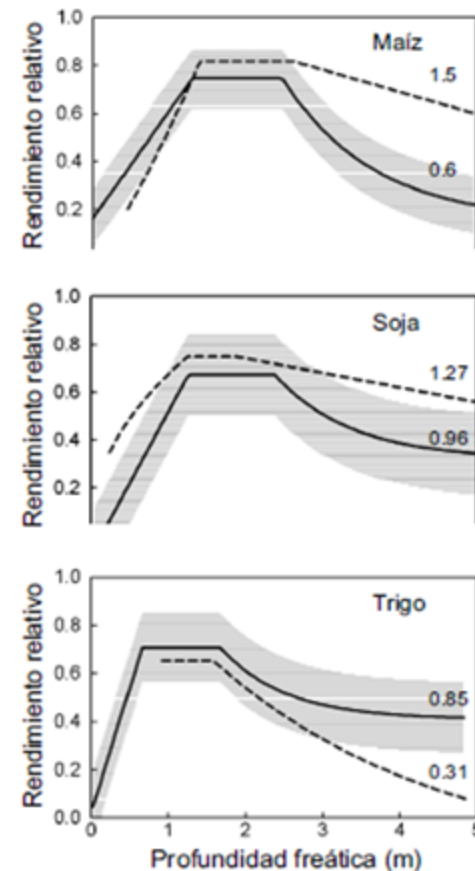 Rendimiento relativo
1.0
0.8
0.6
0.4
0.2
Maíz
1.5
0.6
Rendimiento relativo
1.0
0.8
0.6
0.4
0.2
Soja
1.27
0.96
Rendimiento relativo
1.0
0.8
0.6
0.4
0.2
0.0
Trigo
0.85
0.31
0 1 2 3 4 5
Profundidad freática (m)